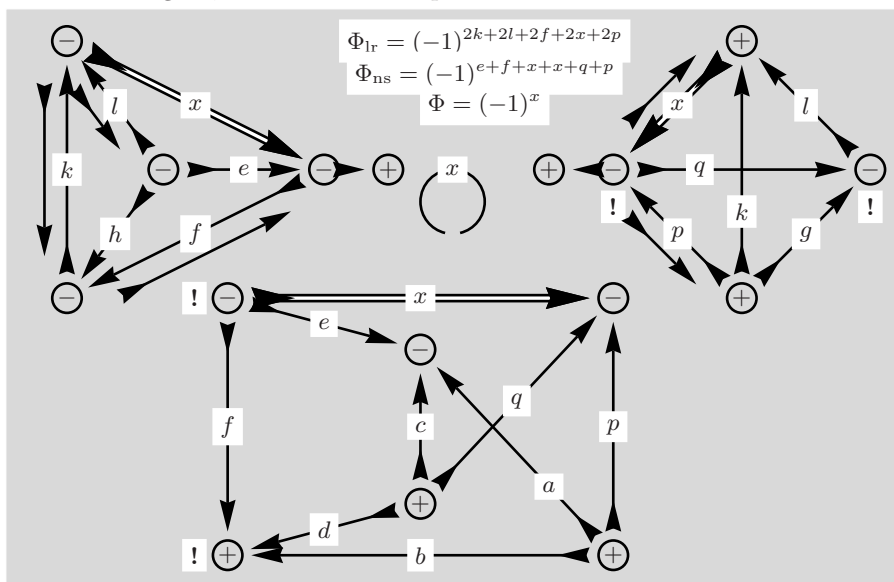 Φ_lr = (−1)^{2k+2l+2f+2x+2p}
Φ_ns = (−1)^{e+f+x+x+q+p}
Φ = (−1)^x
− + 
x l x l
k − e − + x + − q −
! !
h f p k g
− +
! − x −
e
−
f c q p
+ a
d
! + b +